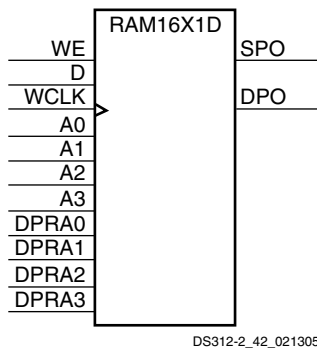 RAM16X1D
WE
SPO
D
WCLK
DPO
A0
A1
A2
A3
DPRA0
DPRA1
DPRA2
DPRA3
DS312-2_42_021305